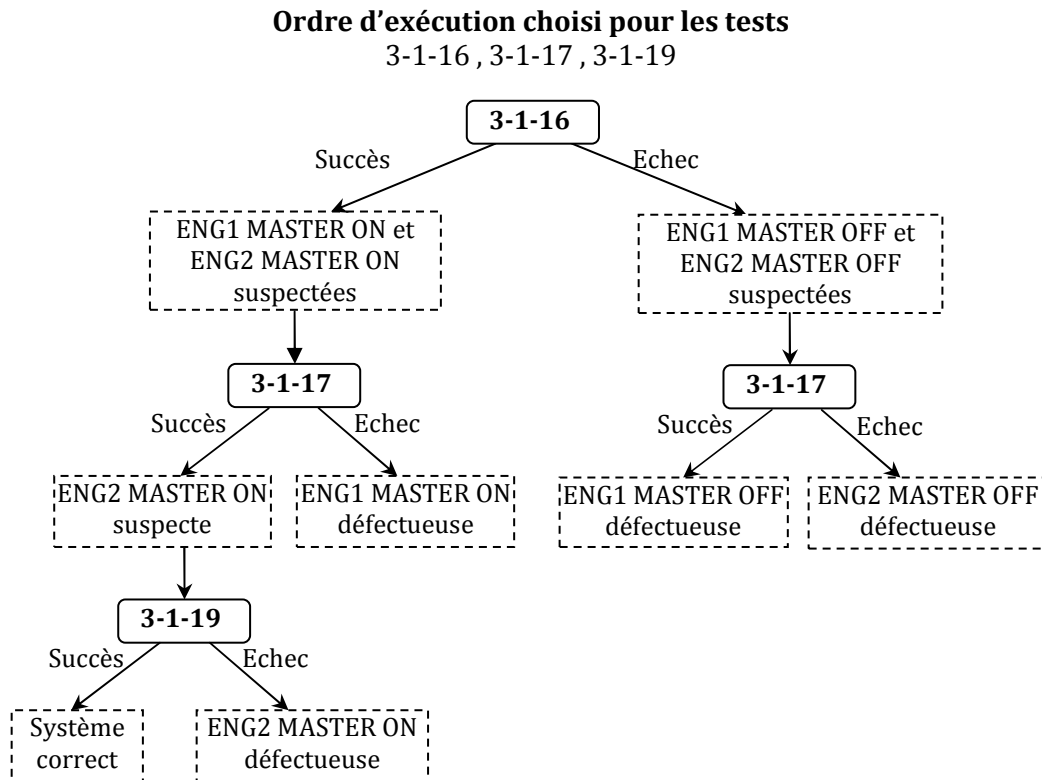 Ordre d’exécution choisi pour les tests
3-1-16 , 3-1-17 , 3-1-19
3-1-16
Succès
Echec
ENG1 MASTER ON et
ENG2 MASTER ON
suspectées
ENG1 MASTER OFF et
ENG2 MASTER OFF
suspectées
3-1-17
3-1-17
Succès
Echec
Succès
Echec
ENG2 MASTER ON
suspecte
ENG1 MASTER ON
défectueuse
ENG1 MASTER OFF
défectueuse
ENG2 MASTER OFF
défectueuse
3-1-19
Succès
Echec
Système
correct
ENG2 MASTER ON
défectueuse